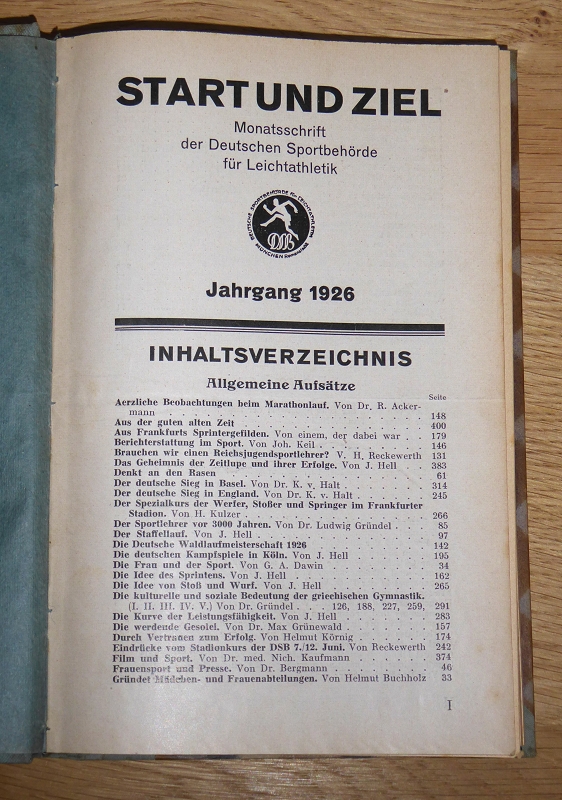 START UND ZIEL
Monatsschrift
der Deutschen Sportbehörde
für Leichtathletik
DEUTSCHE SPORTBEHÖRDE für LEICHTATHLETIK
DSB
MÜNCHEN
Jahrgang 1926
INHALTSVERZEICHNIS
Allgemeine Aufsätze
Seite
Aerzliche Beobachtungen beim Marathonlauf. Von Dr. R. Acker-
mann . . . 148
Aus der guten alten Zeit . . . 400
Aus Frankfurts Sprintergefilden. Von einem, der dabei war . . 179
Berichterstattung im Sport. Von Joh. Keil . . . 146
Brauchen wir einen Reichsjugendsportlehrer? V. H. Reckewerth 131
Das Geheimnis der Zeitlupe und ihrer Erfolge. Von J. Hell . . 383
Denkt an den Rasen . . . 61
Der deutsche Sieg in Basel. Von Dr. K. v. Halt . . . 314
Der deutsche Sieg in England. Von Dr. K. v. Halt . . . 245
Der Spezialkurs der Werfer, Stoßer und Springer im Frankfurter
Stadion. Von H. Kulzer . . . 266
Der Sportlehrer vor 3000 Jahren. Von Dr. Ludwig Gründel . . 85
Der Staffellauf. Von J. Hell . . . 97
Die Deutsche Waldlaufmeisterschaft 1926 . . . 142
Die deutschen Kampfspiele in Köln. Von J. Hell . . . 195
Die Frau und der Sport. Von G. A. Dawin . . . 34
Die Idee des Sprintens. Von J. Hell . . . 162
Die Idee von Stoß und Wurf. Von J. Hell . . . 265
Die kulturelle und soziale Bedeutung der griechischen Gymnastik.
(I. II. III. IV. V.) Von Dr. Gründel . . . 126, 188, 227, 259, 291
Die Kurve der Leistungsfähigkeit. Von J. Hell . . . 283
Die werdende Gesolei. Von Dr. Max Grünewald . . . 157
Durch Vertrauen zum Erfolg. Von Helmut Körnig . . . 174
Eindrücke vom Stadionkurs der DSB 7./12. Juni. Von Reckewerth 242
Film und Sport. Von Dr. med. Nich. Kaufmann . . . 374
Frauensport und Presse. Von Dr. Bergmann . . . 46
Gründet Mädchen- und Frauenabteilungen. Von Helmut Buchholz 33
I